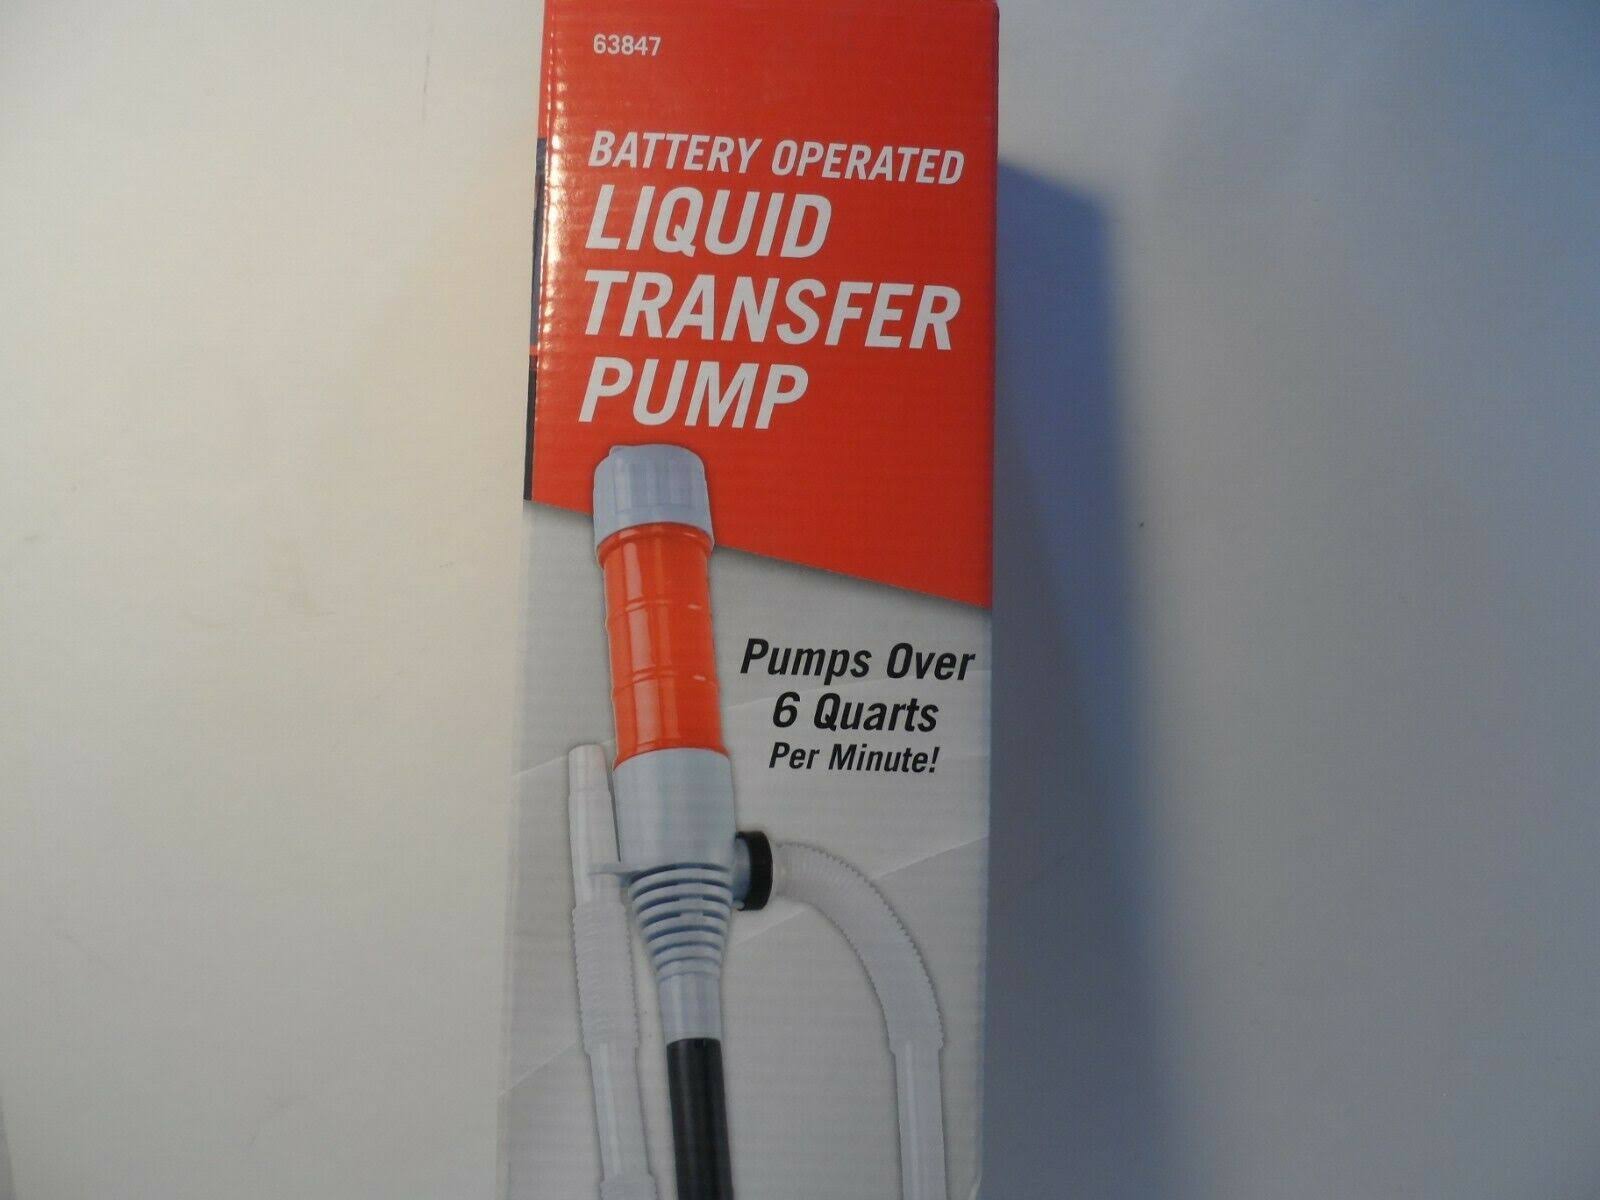 63847
BATTERY OPERATED
LIQUID
TRANSFER
PUMP
Pumps Over
6 Quarts
Per Minute!